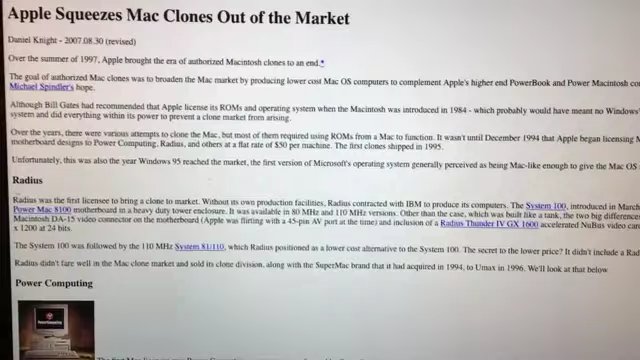 Apple Squeezes Mac Clones Out of the Market
Daniel Knight - 2007.08.30 (revised)
Over the summer of 1997, Apple brought the era of authorized Macintosh clones to an end.*
The goal of authorized Mac clones was to broaden the Mac market by producing lower cost Mac OS computers to complement Apple's higher end PowerBook and Power Macintosh
Michael Spindler's hope.
Although Bill Gates had recommended that Apple license its ROMs and operating system when the Macintosh was introduced in 1984 - which probably would have meant no Windows
system and did everything within its power to prevent a clone market from arising.
Over the years, there were various attempts to clone the Mac, but most of them required using ROMs from a Mac to function. It wasn't until December 1994 that Apple began licensing
motherboard designs to Power Computing, Radius, and others at a flat rate of $50 per machine. The first clones shipped in 1995.
Unfortunately, this was also the year Windows 95 reached the market, the first version of Microsoft's operating system generally perceived as being Mac-like enough to give the Mac OS
Radius
Radius was the first licensee to bring a clone to market. Without its own production facilities, Radius contracted with IBM to produce its computers. The System 100, introduced in March
Power Mac 8100 motherboard in a heavy duty tower enclosure. It was available in 80 MHz and 110 MHz versions. Other than the case, which was built like a tank, the two big differences
Macintosh DA-15 video connector on the motherboard (Apple was flirting with a 45-pin AV port at the time) and inclusion of a Radius Thunder IV GX 1600 accelerated NuBus video
x 1200 at 24 bits.
The System 100 was followed by the 110 MHz System 81/110, which Radius positioned as a lower cost alternative to the System 100. The secret to the lower price? It didn't include a
Radius didn't fare well in the Mac clone market and sold its clone division, along with the SuperMac brand that it had acquired in 1994, to Umax in 1996. We'll look at that below
Power Computing